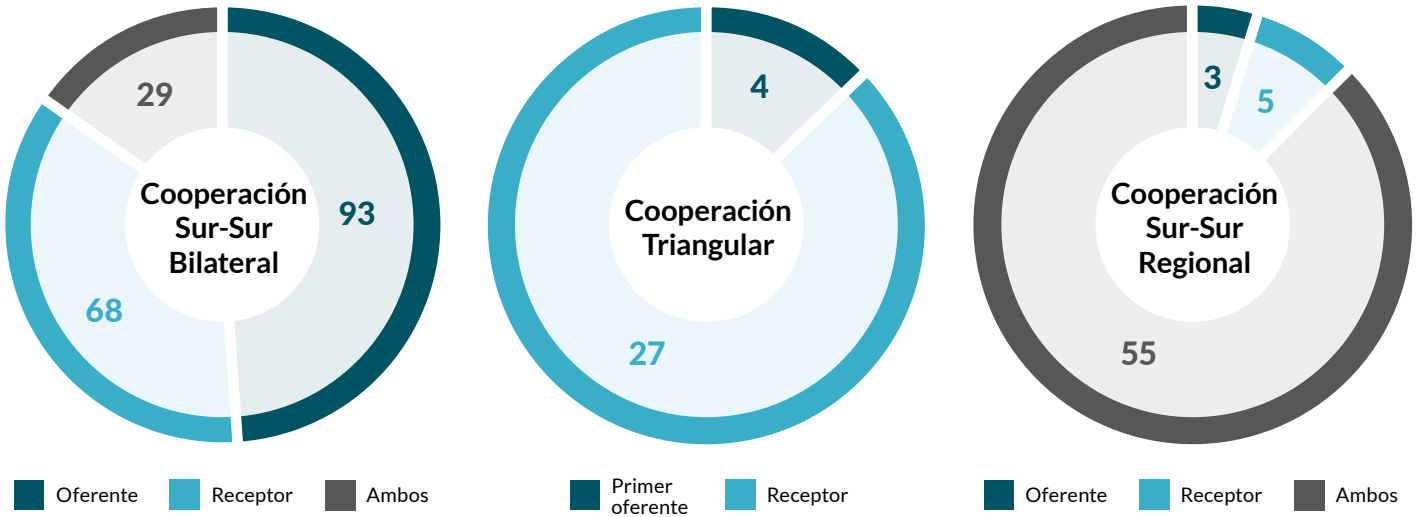 29
93
68
Cooperación
Sur-Sur
Bilateral
Oferente
Receptor
Ambos
4
27
Cooperación
Triangular
Primer
oferente
Receptor
3
5
55
Cooperación
Sur-Sur
Regional
Oferente
Receptor
Ambos